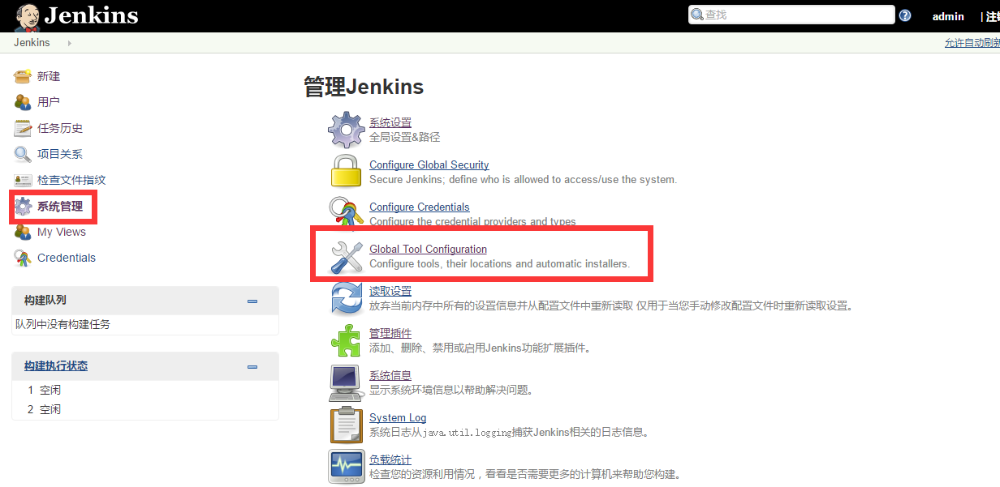 Jenkins
查找
admin
| 注销
Jenkins
允许自动刷新
新建
用户
任务历史
项目关系
检查文件指纹
系统管理
My Views
Credentials
构建队列
队列中没有构建任务
构建执行状态
1 空闲
2 空闲
管理Jenkins
系统设置
全局设置&路径
Configure Global Security
Secure Jenkins; define who is allowed to access/use the system.
Configure Credentials
Configure the credential providers and types
Global Tool Configuration
Configure tools, their locations and automatic installers.
读取设置
放弃当前内存中所有的设置信息并从配置文件中重新读取 仅用于当您手动修改配置文件时重新读取设置。
管理插件
添加、删除、禁用或启用Jenkins功能扩展插件。
系统信息
显示系统环境信息以帮助解决问题。
System Log
系统日志从java.util.logging捕获Jenkins相关的日志信息。
负载统计
检查您的资源利用情况，看看是否需要更多的计算机来帮助您构建。